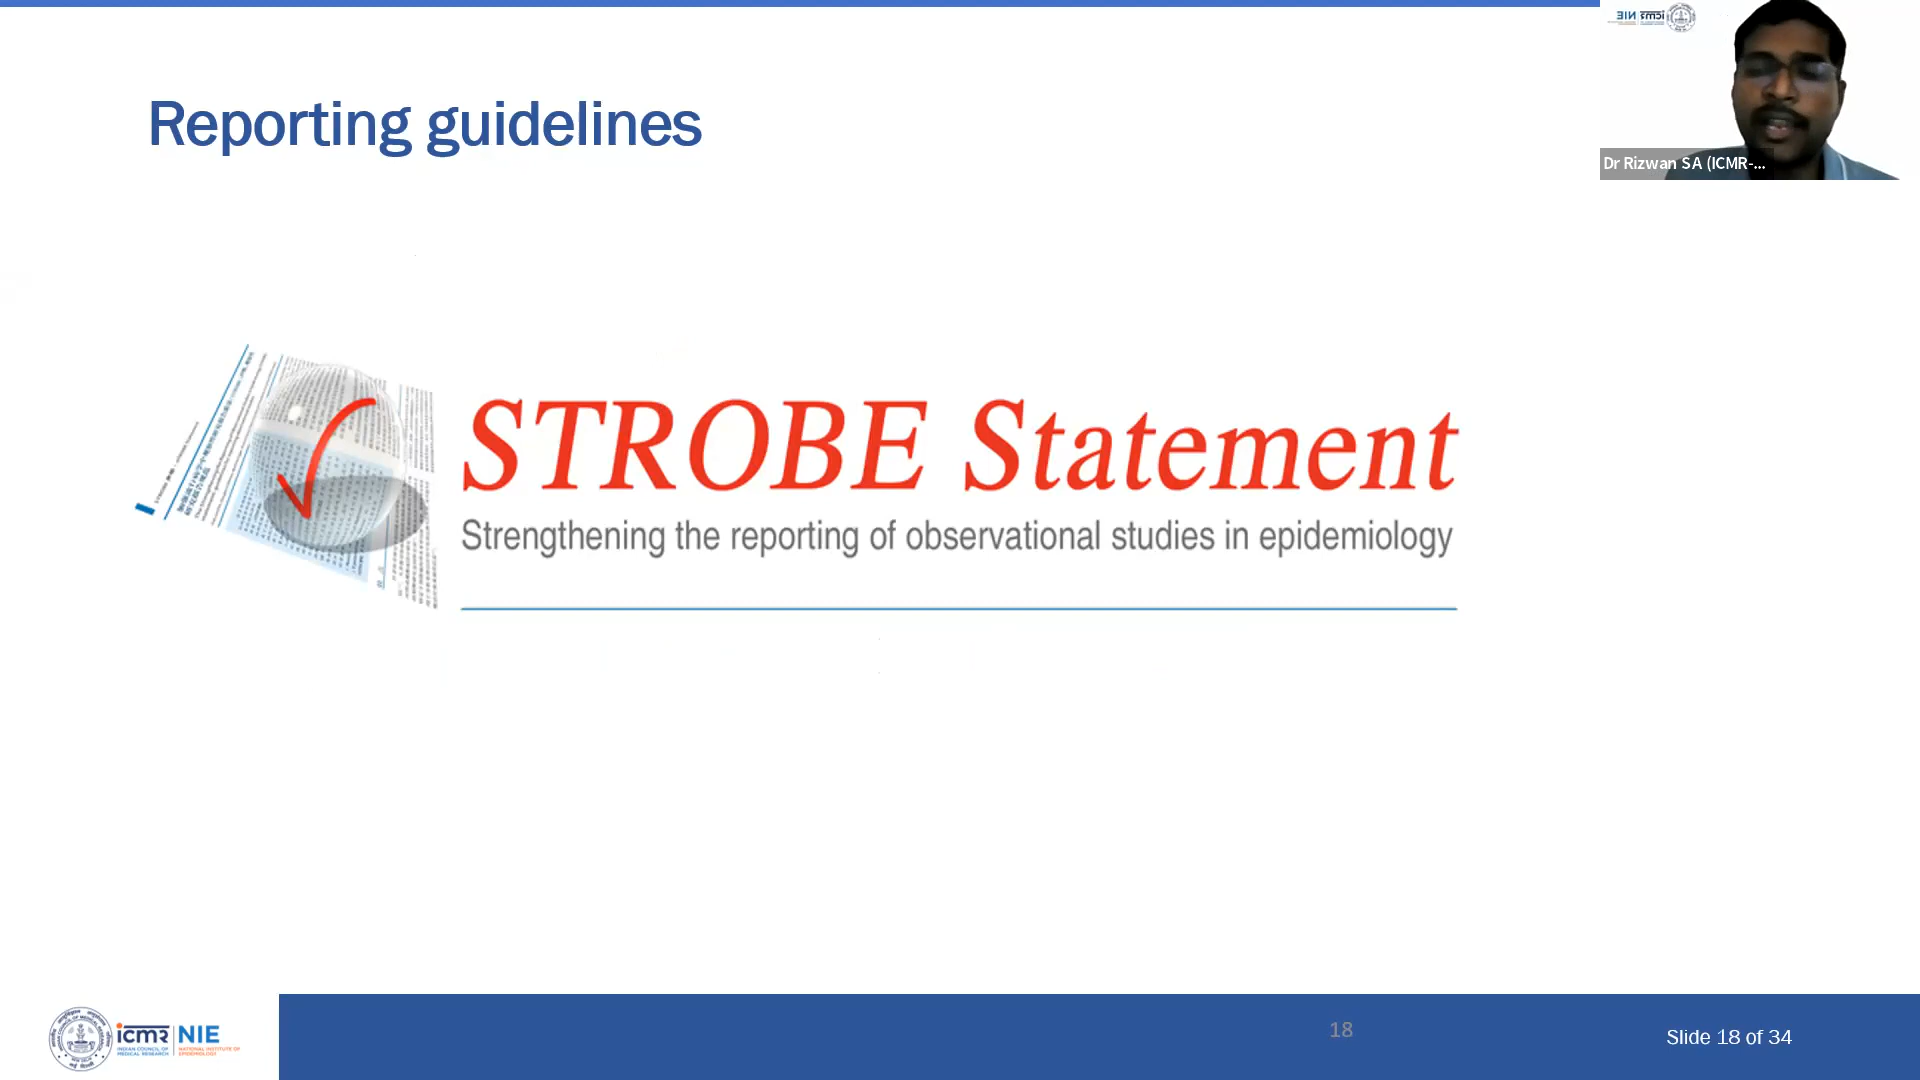 Reporting guidelines
Dr Rizwan SA (ICMR-...
STROBE Statement
Strengthening the reporting of observational studies in epidemiology
icmr NIE
INDIAN COUNCIL OF MEDICAL RESEARCH
NATIONAL INSTITUTE OF EPIDEMIOLOGY
18
Slide 18 of 34